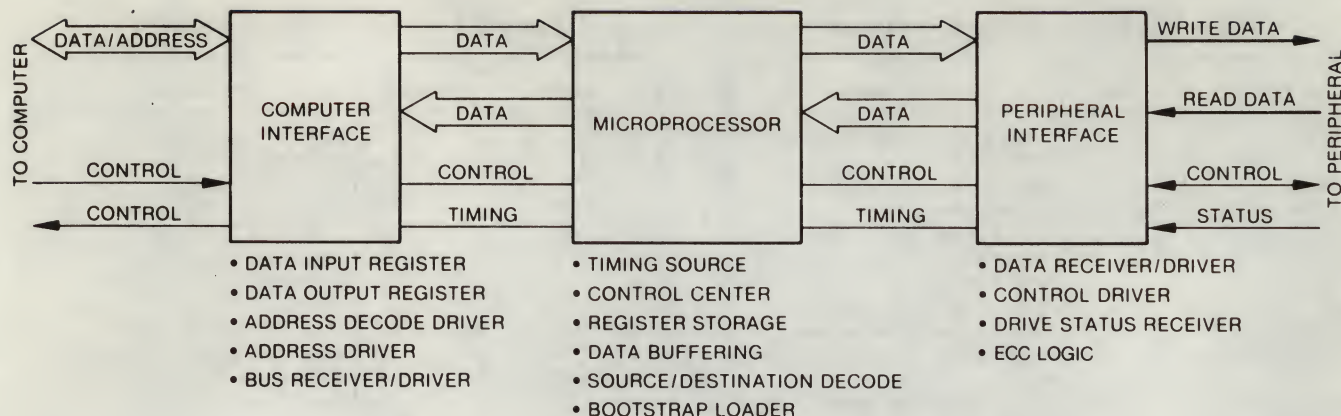 TO COMPUTER
DATA/ADDRESS
CONTROL
CONTROL
COMPUTER
INTERFACE
DATA
DATA
CONTROL
TIMING
MICROPROCESSOR
DATA
DATA
CONTROL
TIMING
PERIPHERAL
INTERFACE
WRITE DATA
READ DATA
CONTROL
STATUS
TO PERIPHERAL
• DATA INPUT REGISTER
• DATA OUTPUT REGISTER
• ADDRESS DECODE DRIVER
• ADDRESS DRIVER
• BUS RECEIVER/DRIVER
• TIMING SOURCE
• CONTROL CENTER
• REGISTER STORAGE
• DATA BUFFERING
• SOURCE/DESTINATION DECODE
• BOOTSTRAP LOADER
• DATA RECEIVER/DRIVER
• CONTROL DRIVER
• DRIVE STATUS RECEIVER
• ECC LOGIC